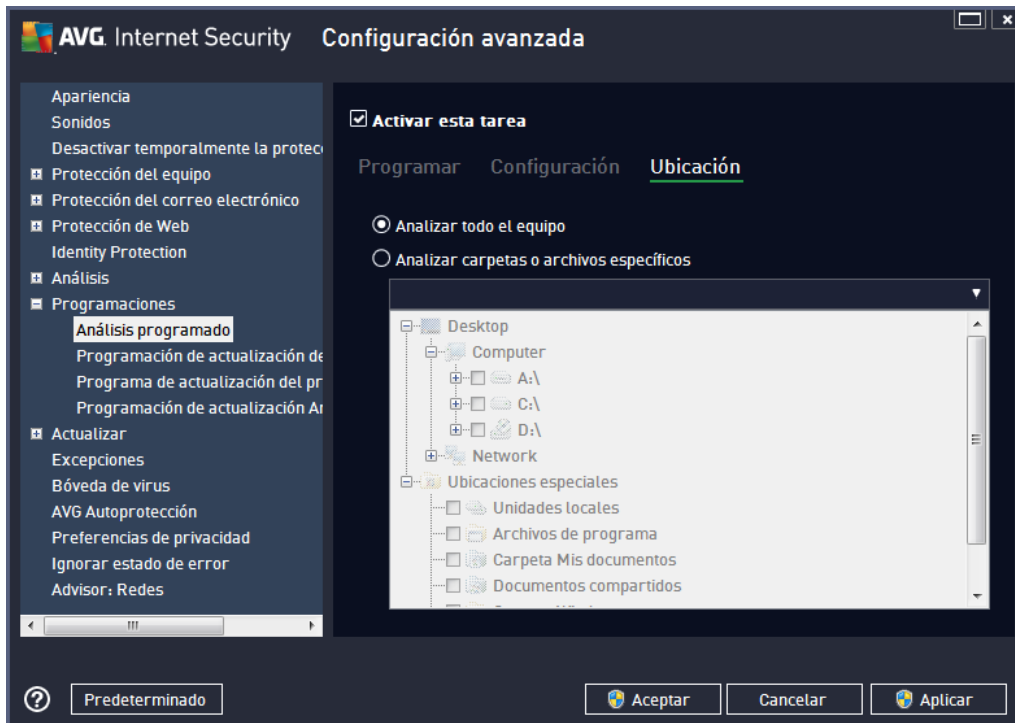 AVG. Internet Security Configuración avanzada
Apariencia
Sonidos
Desactivar temporalmente la protec
Protección del equipo
Protección del correo electrónico
Protección de Web
Identity Protection
Análisis
Programaciones
Análisis programado
Programación de actualización de
Programa de actualización del pr
Programación de actualización
Actualizar
Excepciones
Bóveda de virus
AVG Autoprotección
Preferencias de privacidad
Ignorar estado de error
Advisor: Redes
Activar esta tarea
Programar Configuración Ubicación
Analizar todo el equipo
Analizar carpetas o archivos específicos
Desktop
Computer
A:\
C:\
D:\
Network
Ubicaciones especiales
Unidades locales
Archivos de programa
Carpeta Mis documentos
Documentos compartidos
Predeterminado Aceptar Cancelar Aplicar